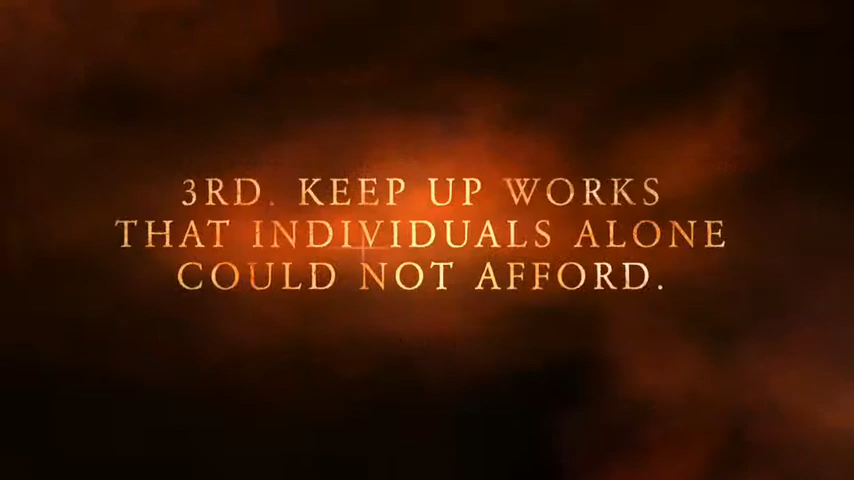 3RD. KEEP UP WORKS
THAT INDIVIDUALS ALONE
COULD NOT AFFORD.